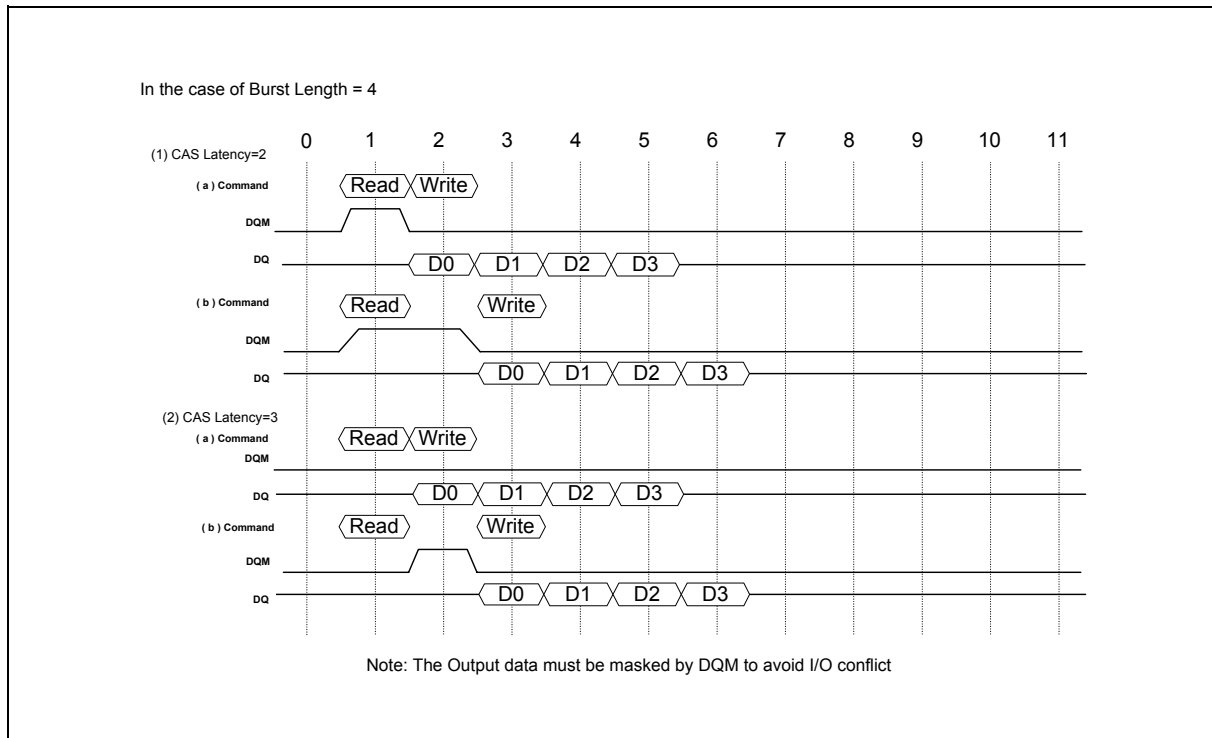 In the case of Burst Length = 4
0 1 2 3 4 5 6 7 8 9 10 11
(1) CAS Latency=2
( a ) Command Read Write
DQM
DQ D0 D1 D2 D3
( b ) Command Read Write
DQM
DQ D0 D1 D2 D3
(2) CAS Latency=3
( a ) Command Read Write
DQM
DQ D0 D1 D2 D3
( b ) Command Read Write
DQM
DQ D0 D1 D2 D3
Note: The Output data must be masked by DQM to avoid I/O conflict